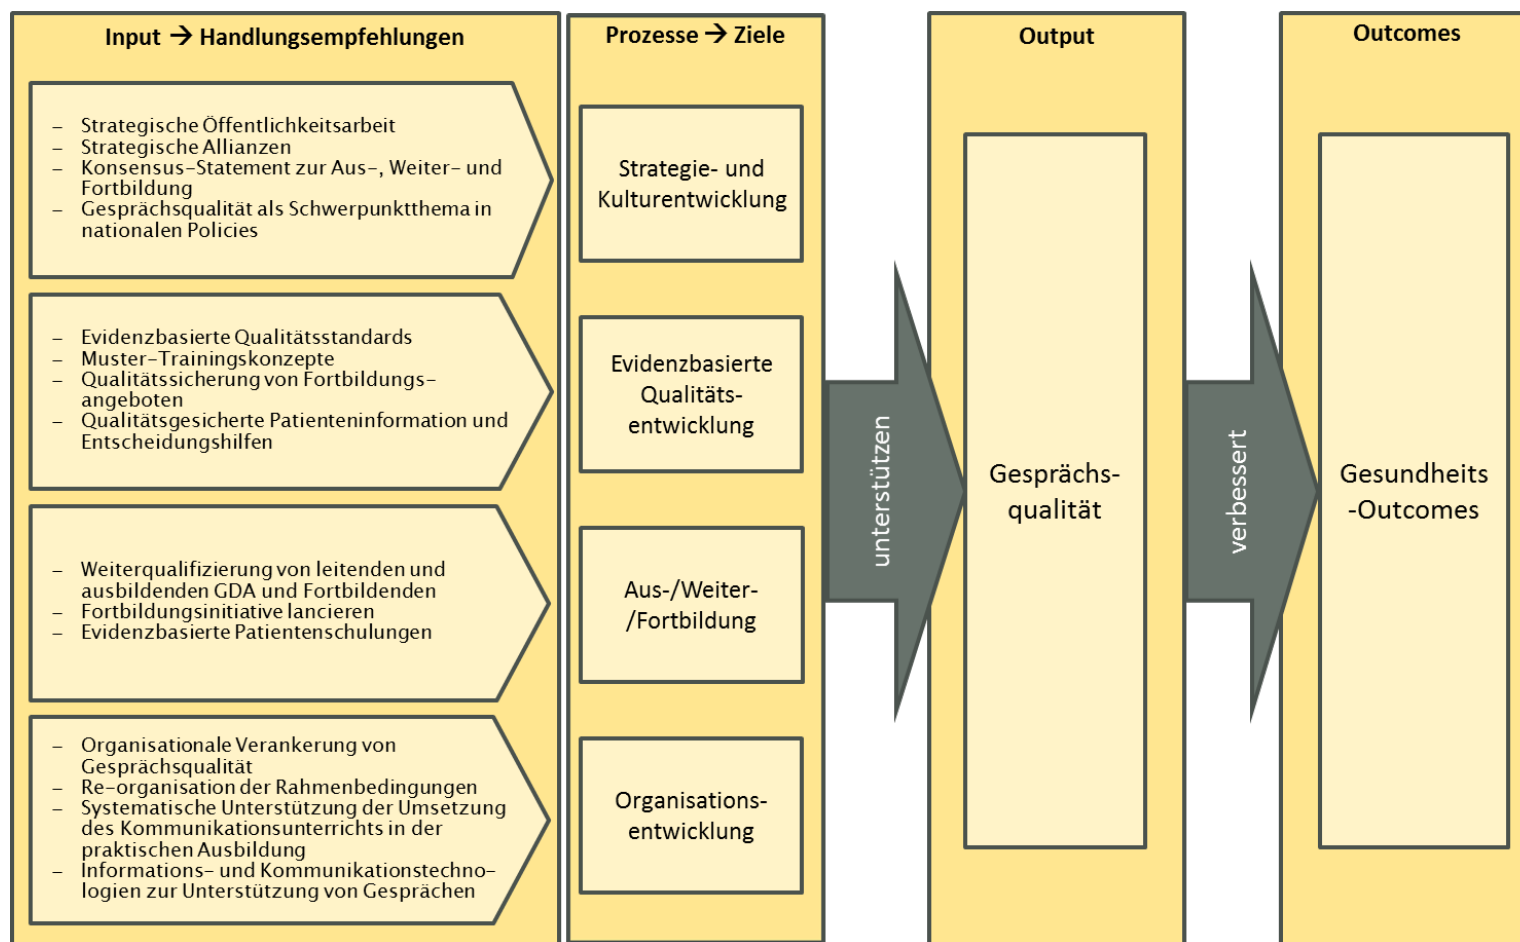 Input → Handlungsempfehlungen
– Strategische Öffentlichkeitsarbeit
– Strategische Allianzen
– Konsensus–Statement zur Aus–, Weiter– und
Fortbildung
– Gesprächsqualität als Schwerpunktthema in
nationalen Policies
– Evidenzbasierte Qualitätsstandards
– Muster–Trainingskonzepte
– Qualitätssicherung von Fortbildungs–
angeboten
– Qualitätsgesicherte Patienteninformation und
Entscheidungshilfen
– Weiterqualifizierung von leitenden und
ausbildenden GDA und Fortbildenden
– Fortbildungsinitiative lancieren
– Evidenzbasierte Patientenschulungen
– Organisationale Verankerung von
Gesprächsqualität
– Re–organisation der Rahmenbedingungen
– Systematische Unterstützung der Umsetzung
des Kommunikationsunterrichts in der
praktischen Ausbildung
– Informations– und Kommunikationstechno–
logien zur Unterstützung von Gesprächen
Prozesse → Ziele
Strategie- und
Kulturentwicklung
Evidenzbasierte
Qualitäts-
entwicklung
Aus-/Weiter-
/Fortbildung
Organisations-
entwicklung
unterstützen
Output
Gesprächs-
qualität
verbessert
Outcomes
Gesundheits
-Outcomes